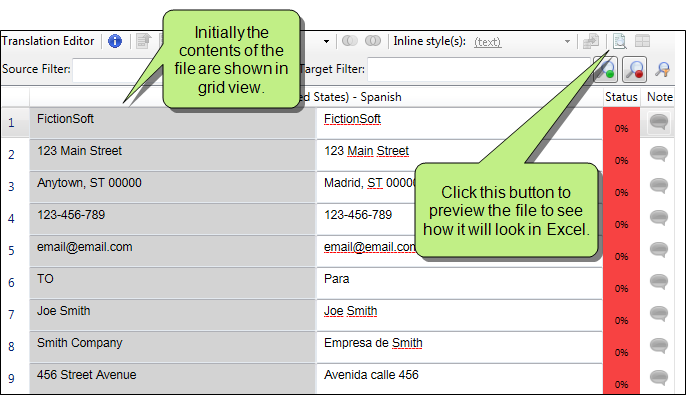 Translation Editor
Inline style(s): (text)
Initially the
contents of the
file are shown in
grid view.
Source Filter:
Target Filter:
ed States) - Spanish
Status
Note
1 FictionSoft FictionSoft 0%
2 123 Main Street 123 Main Street 0%
3 Anytown, ST 00000 Madrid, ST 00000 0%
4 123-456-789 123-456-789 0%
5 email@email.com email@email.com 0%
6 TO Para 0%
7 Joe Smith Joe Smith 0%
8 Smith Company Empresa de Smith 0%
9 456 Street Avenue Avenida calle 456 0%
Click this button to
preview the file to see
how it will look in Excel.